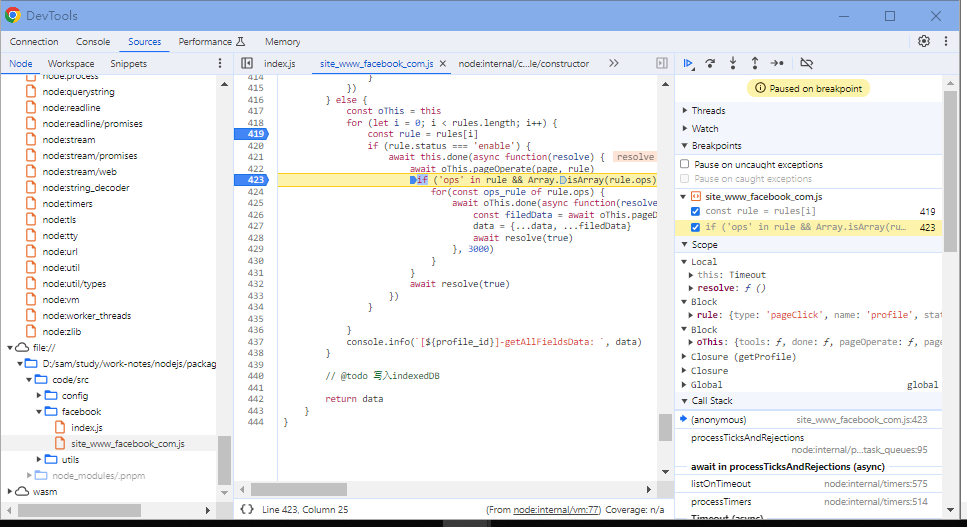 DevTools
Connection Console Sources Performance Memory
Node Workspace Snippets
index.js site_www_facebook_com.js node:internal/c...le/constructor
node:process
node:querystring
node:readline
node:readline/promises
node:stream
node:stream/promises
node:stream/web
node:string_decoder
node:timers
node:tls
node:tty
node:url
node:util
node:util/types
node:vm
node:worker_threads
node:zlib
file://
D:/sam/study/work-notes/nodejs/packag
code/src
config
facebook
index.js
site_www_facebook_com.js
utils
node_modules/.pnpm
wasm
414 }
415 })
416 } else {
417 const oThis = this
418 for (let i = 0; i < rules.length; i++) {
419 const rule = rules[i]
420 if (rule.status === 'enable') {
421 await this.done(async function(resolve) { resolve
422 await oThis.pageOperate(page, rule)
423 if ('ops' in rule && Array.isArray(rule.ops)
424 for(const ops_rule of rule.ops) {
425 await oThis.done(async function(resolve
426 const filedData = await oThis.pageD
427 data = {...data, ...filedData}
428 await resolve(true)
429 }, 3000)
430 }
431 }
432 await resolve(true)
433 })
434 }
435
436 }
437 console.info(`[${profile_id}]-getAllFieldsData: `, data)
438 }
439
440 // @todo 写入indexedDB
441
442 return data
443 }
444 }
{} Line 423, Column 25 (From node:internal/vm:77) Coverage: n/a
Paused on breakpoint
Threads
Watch
Breakpoints
Pause on uncaught exceptions
Pause on caught exceptions
site_www_facebook_com.js
const rule = rules[i] 419
if ('ops' in rule && Array.isArray(ru... 423
Scope
Local
this: Timeout
resolve: ƒ ()
Block
rule: {type: 'pageClick', name: 'profile', stat
Block
oThis: {tools: ƒ, done: ƒ, pageOperate: ƒ, page
Closure (getProfile)
Closure
Global global
Call Stack
(anonymous) site_www_facebook_com.js:423
processTicksAndRejections
node:internal/p...task_queues:95
await in processTicksAndRejections (async)
listOnTimeout node:internal/timers:575
processTimers node:internal/timers:514
Timeout (async)